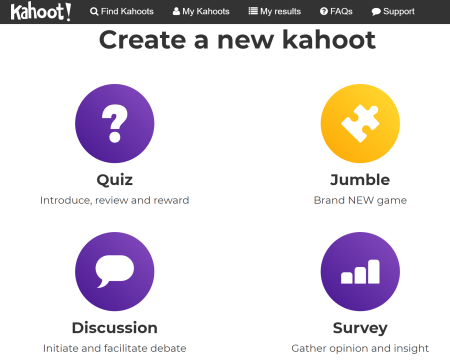 Kahoot! Find Kahoots My Kahoots My results FAQs Support
Create a new kahoot
Quiz
Introduce, review and reward
Jumble
Brand NEW game
Discussion
Initiate and facilitate debate
Survey
Gather opinion and insight